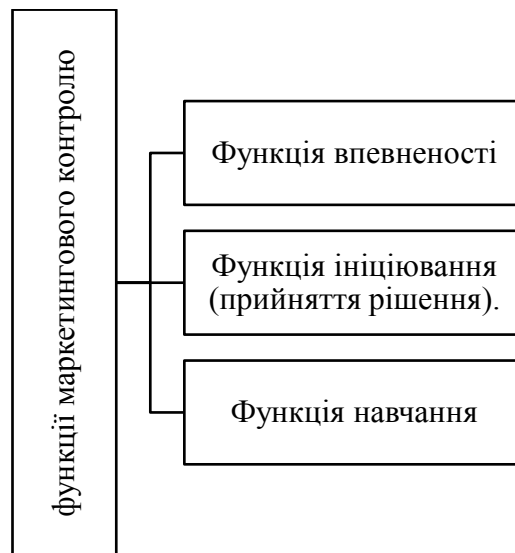 функції маркетингового контролю
Функція впевненості
Функція ініціювання
(прийняття рішення).
Функція навчання